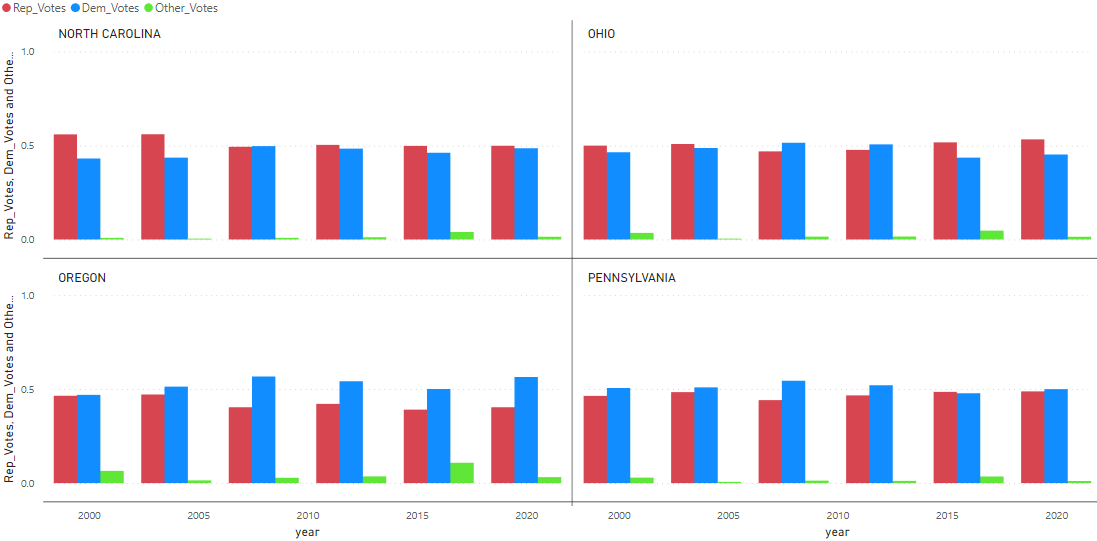 Rep_Votes Dem_Votes Other_Votes
NORTH CAROLINA
OHIO
Rep_Votes, Dem_Votes and Othe...
1.0
0.5
0.0
OREGON
PENNSYLVANIA
Rep_Votes, Dem_Votes and Othe...
1.0
0.5
0.0
2000 2005 2010 2015 2020
2000 2005 2010 2015 2020
year
year